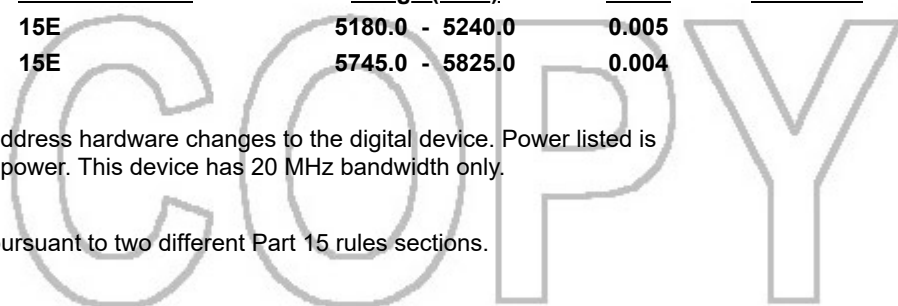 15E 5180.0 - 5240.0 0.005
15E 5745.0 - 5825.0 0.004
ddress hardware changes to the digital device. Power listed is
power. This device has 20 MHz bandwidth only.
ursuant to two different Part 15 rules sections.
COPY